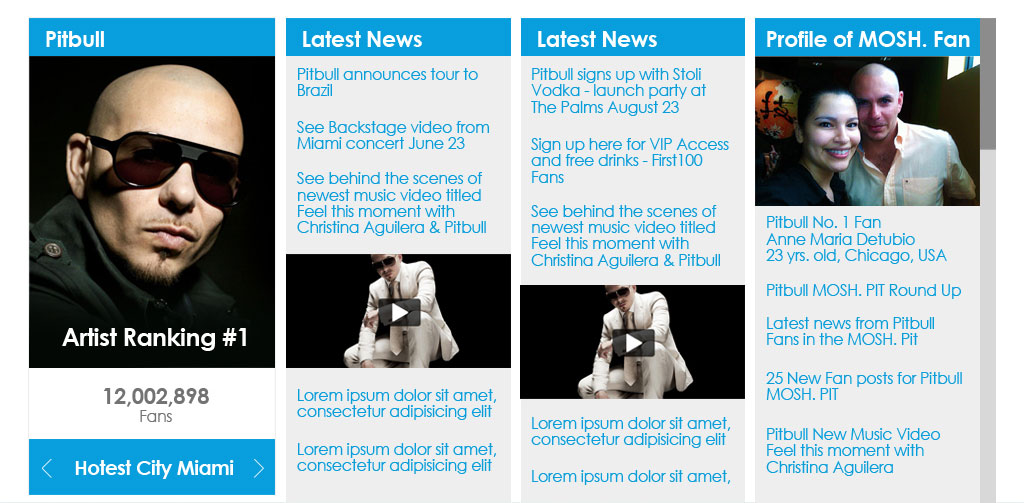 Pitbull
Artist Ranking #1
12,002,898
Fans
Hotest City Miami
Latest News
Pitbull announces tour to
Brazil
See Backstage video from
Miami concert June 23
See behind the scenes of
newest music video titled
Feel this moment with
Christina Aguilera & Pitbull
Lorem ipsum dolor sit amet,
consectetur adipisicing elit
Lorem ipsum dolor sit amet,
consectetur adipisicing elit
Latest News
Pitbull signs up with Stoli
Vodka - launch party at
The Palms August 23
Sign up here for VIP Access
and free drinks - First100
Fans
See behind the scenes of
newest music video titled
Feel this moment with
Christina Aguilera & Pitbull
Lorem ipsum dolor sit amet,
consectetur adipisicing elit
Lorem ipsum dolor sit amet,
Profile of MOSH. Fan
Pitbull No. 1 Fan
Anne Maria Detubio
23 yrs. old, Chicago, USA
Pitbull MOSH. PIT Round Up
Latest news from Pitbull
Fans in the MOSH. Pit
25 New Fan posts for Pitbull
MOSH. PIT
Pitbull New Music Video
Feel this moment with
Christina Aguilera